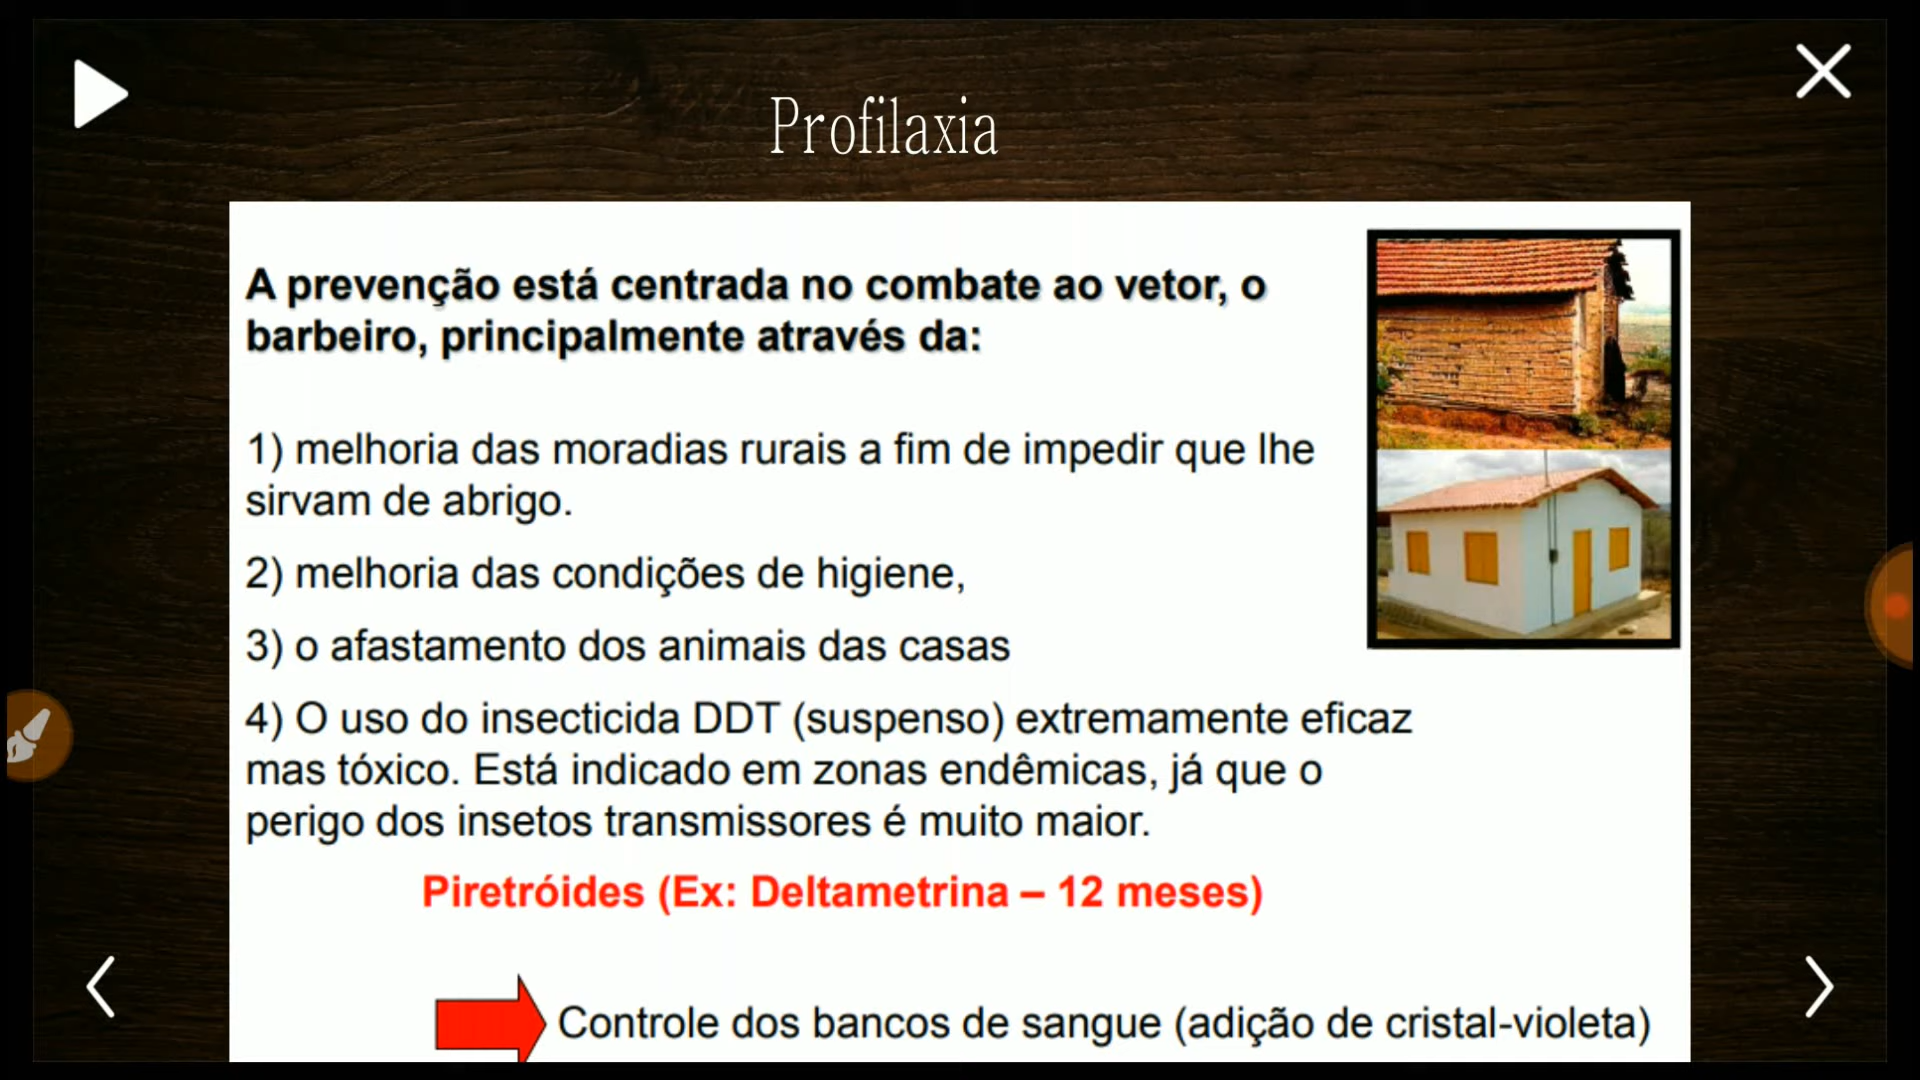 Profilaxia
A prevenção está centrada no combate ao vetor, o
barbeiro, principalmente através da:
1) melhoria das moradias rurais a fim de impedir que lhe
sirvam de abrigo.
2) melhoria das condições de higiene,
3) o afastamento dos animais das casas
4) O uso do insecticida DDT (suspenso) extremamente eficaz
mas tóxico. Está indicado em zonas endêmicas, já que o
perigo dos insetos transmissores é muito maior.
Piretróides (Ex: Deltametrina – 12 meses)
Controle dos bancos de sangue (adição de cristal-violeta)